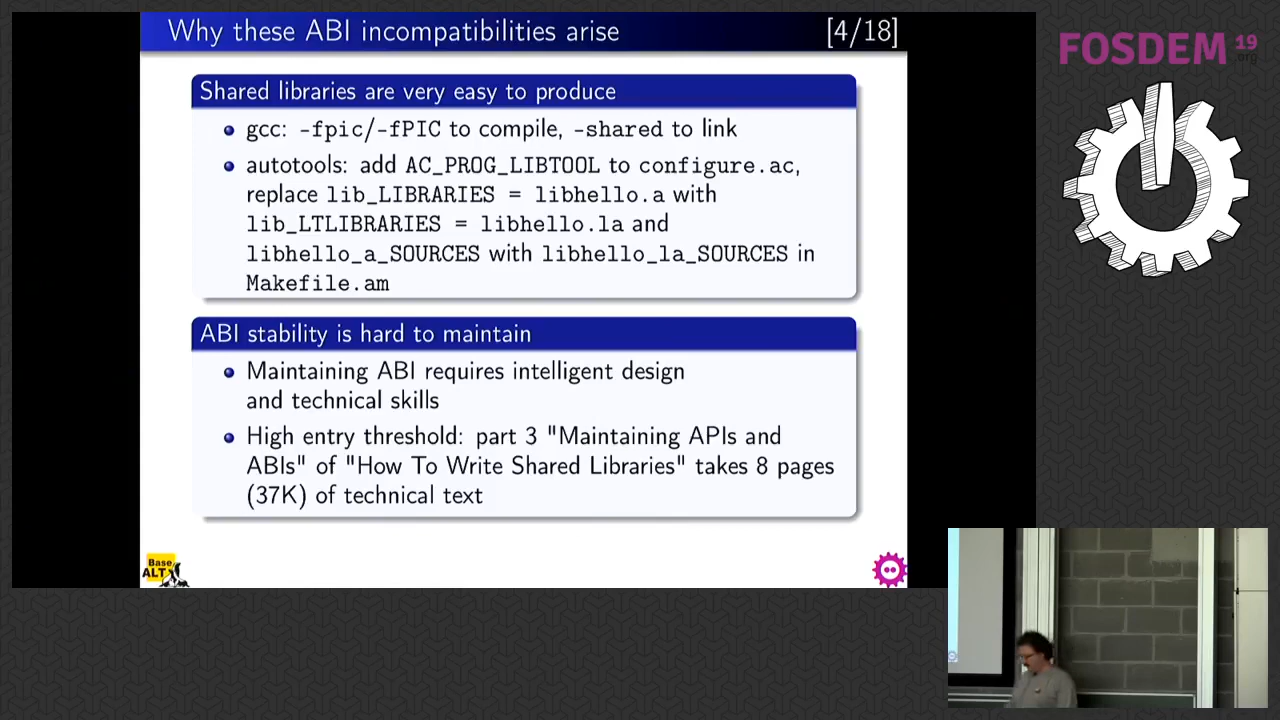 Why these ABI incompatibilities arise [4/18]
FOSDEM 19
.org
Shared libraries are very easy to produce
gcc: -fpic/-fPIC to compile, -shared to link
autotools: add AC_PROG_LIBTOOL to configure.ac,
replace lib_LIBRARIES = libhello.a with
lib_LTLIBRARIES = libhello.la and
libhello_a_SOURCES with libhello_la_SOURCES in
Makefile.am
ABI stability is hard to maintain
Maintaining ABI requires intelligent design
and technical skills
High entry threshold: part 3 "Maintaining APIs and
ABIs" of "How To Write Shared Libraries" takes 8 pages
(37K) of technical text
Base
ALT